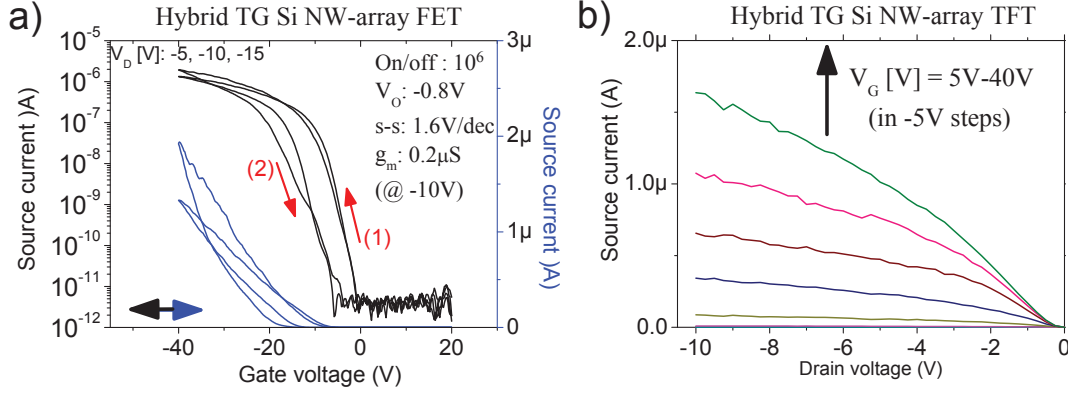 a)
Hybrid TG Si NW-array FET
V_D [V]: -5, -10, -15
On/off : 10⁶
V_O: -0.8V
s-s: 1.6V/dec
g_m: 0.2µS
(@ -10V)
(2)
(1)
10⁻⁵
10⁻⁶
10⁻⁷
10⁻⁸
10⁻⁹
10⁻¹⁰
10⁻¹¹
10⁻¹²
Source current )A)
3µ
2µ
1µ
0
Source current )A)
-40
-20
0
20
Gate voltage (V)
b)
Hybrid TG Si NW-array TFT
V_G [V] = 5V-40V
(in -5V steps)
2.0µ
1.0µ
0.0
Source current (A)
-10
-8
-6
-4
-2
0
Drain voltage (V)